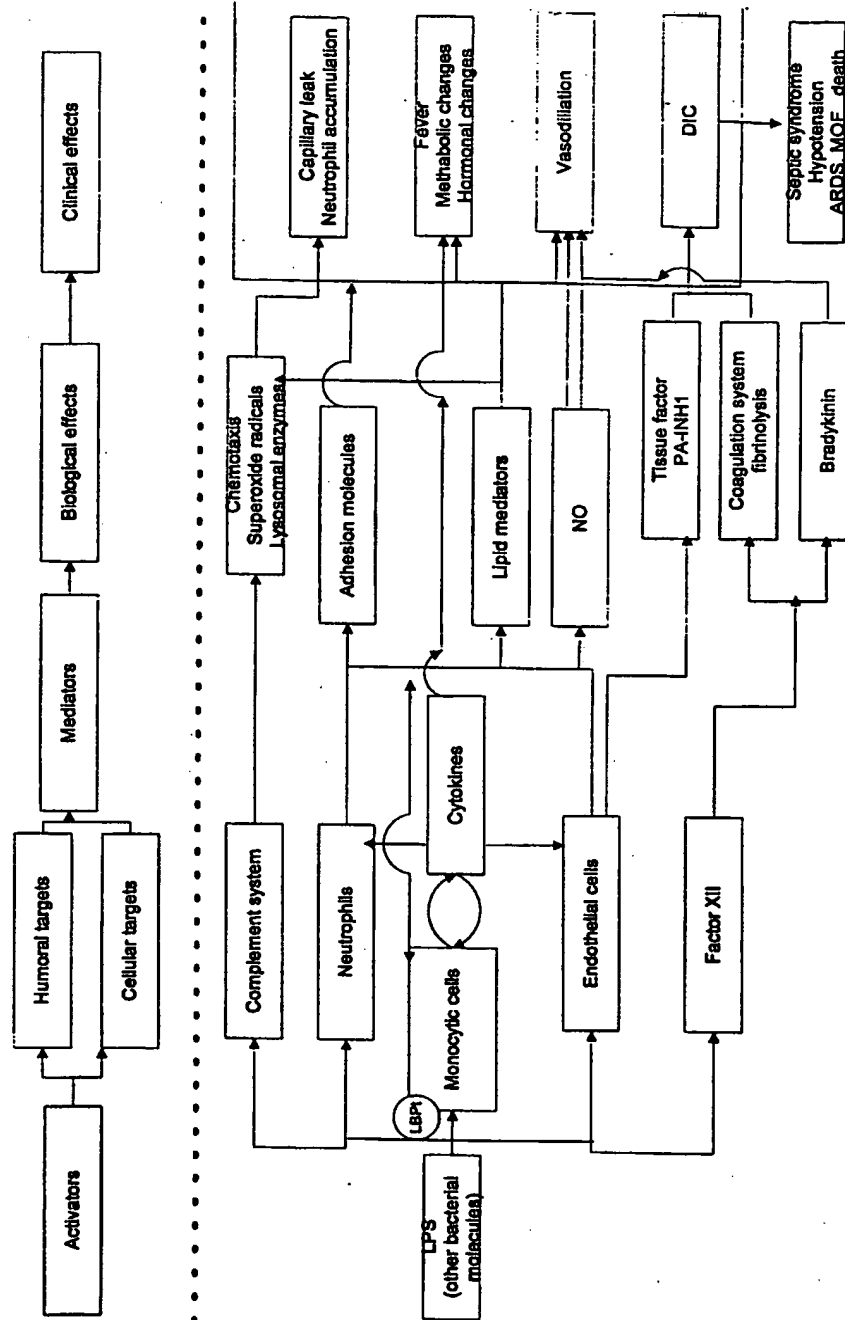 Activators
Humoral targets
Cellular targets
Mediators
Biological effects
Clinical effects
LPS
(other bacterial
molecules)
LBPt
Monocytic cells
Complement system
Neutrophils
Cytokines
Endothelial cells
Factor XII
Chemotaxis
Superoxide radicals
Lysosomal enzymes
Adhesion molecules
Lipid mediators
NO
Tissue factor
PA-INH1
Coagulation system
fibrinolysis
Bradykinin
Capillary leak
Neutrophil accumulation
Fever
Methabolic changes
Hormonal changes
Vasodiliation
DIC
Septic syndrome
Hypotension
ARDS, MOF, death